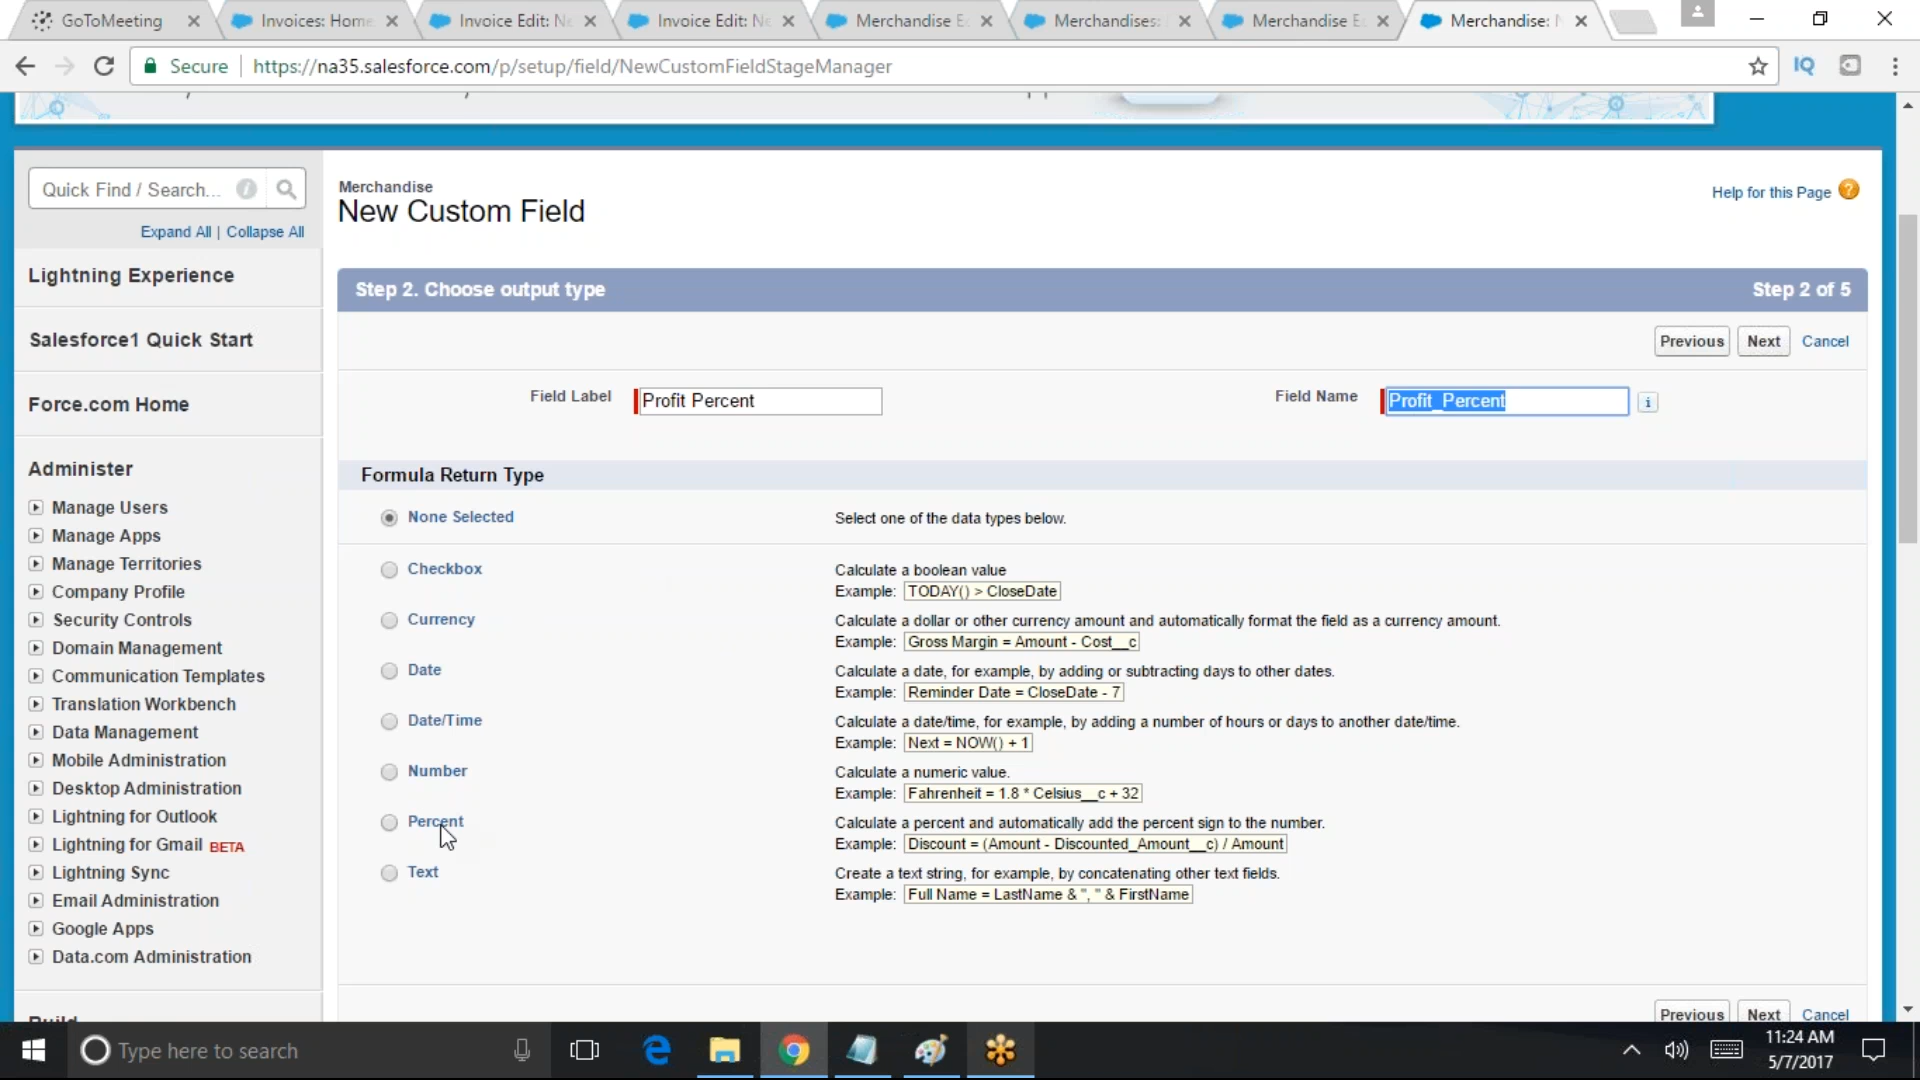 GoToMeeting
Invoices: Home
Invoice Edit: Ne
Invoice Edit: Ne
Merchandise Ed
Merchandises:
Merchandise Ed
Merchandise: N
Secure
https://na35.salesforce.com/p/setup/field/NewCustomFieldStageManager
IQ
Quick Find / Search...
Expand All | Collapse All
Lightning Experience
Salesforce1 Quick Start
Force.com Home
Administer
Manage Users
Manage Apps
Manage Territories
Company Profile
Security Controls
Domain Management
Communication Templates
Translation Workbench
Data Management
Mobile Administration
Desktop Administration
Lightning for Outlook
Lightning for Gmail BETA
Lightning Sync
Email Administration
Google Apps
Data.com Administration
Build
Merchandise
New Custom Field
Help for this Page ?
Step 2. Choose output type
Step 2 of 5
Previous Next Cancel
Field Label Profit Percent
Field Name Profit_Percent i
Formula Return Type
None Selected
Select one of the data types below.
Checkbox
Calculate a boolean value
Example: TODAY() > CloseDate
Currency
Calculate a dollar or other currency amount and automatically format the field as a currency amount.
Example: Gross Margin = Amount - Cost__c
Date
Calculate a date, for example, by adding or subtracting days to other dates.
Example: Reminder Date = CloseDate - 7
Date/Time
Calculate a date/time, for example, by adding a number of hours or days to another date/time.
Example: Next = NOW() + 1
Number
Calculate a numeric value.
Example: Fahrenheit = 1.8 * Celsius__c + 32
Percent
Calculate a percent and automatically add the percent sign to the number.
Example: Discount = (Amount - Discounted_Amount__c) / Amount
Text
Create a text string, for example, by concatenating other text fields.
Example: Full Name = LastName & ", " & FirstName
Previous Next Cancel
Type here to search
11:24 AM
5/7/2017